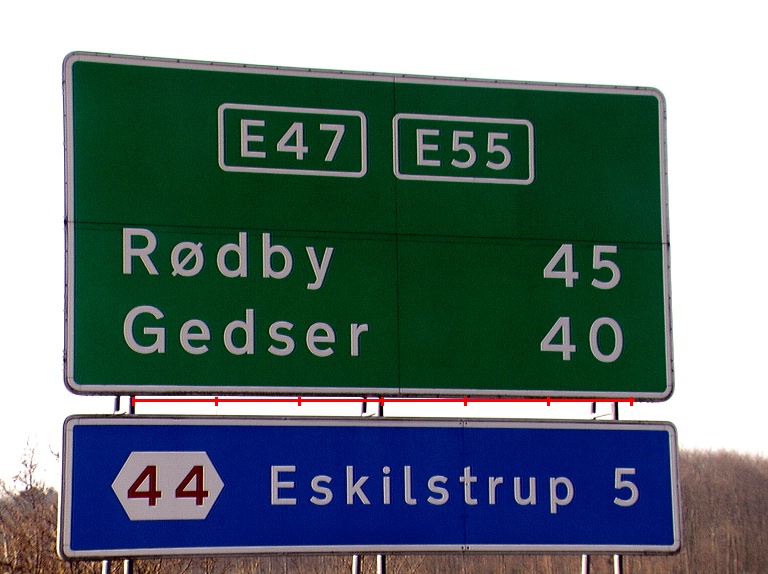 E47 E55
Rødby 45
Gedser 40
44 Eskilstrup 5